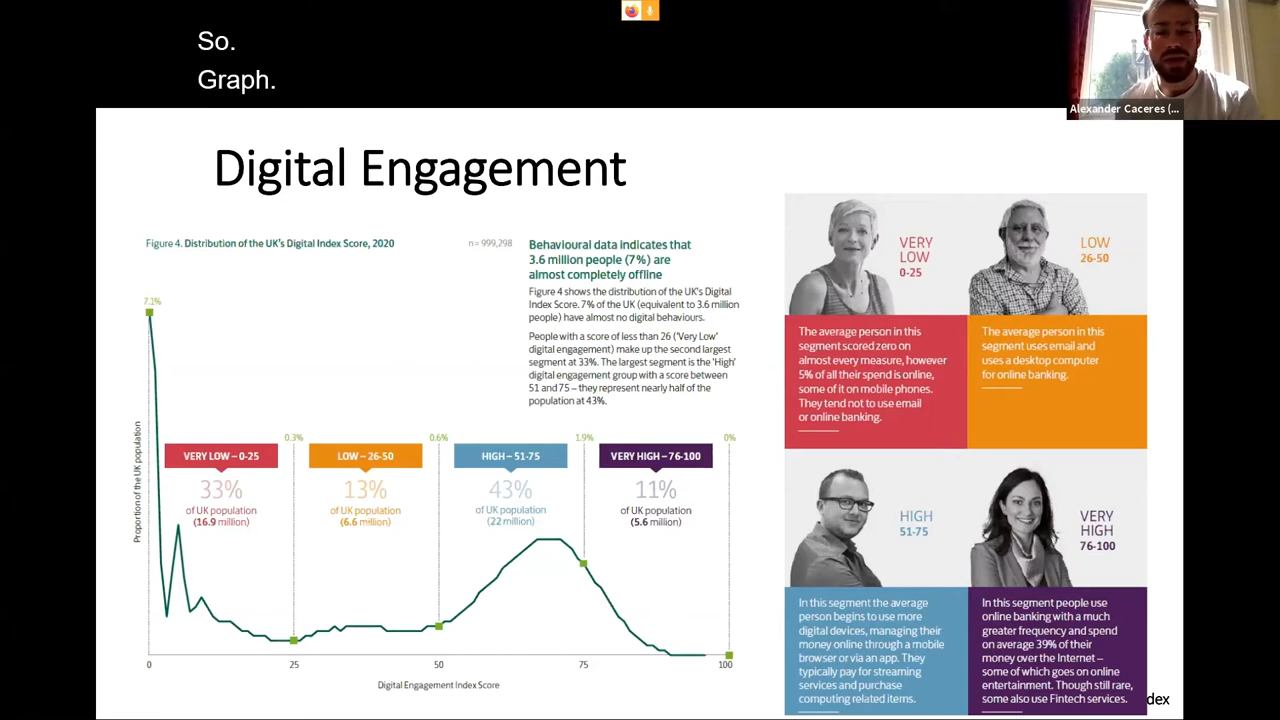 So.
Graph.
Alexander Caceres (...
Digital Engagement
Figure 4. Distribution of the UK's Digital Index Score, 2020
n = 999,298
Behavioural data indicates that
3.6 million people (7%) are
almost completely offline
Figure 4 shows the distribution of the UK's Digital
Index Score. 7% of the UK (equivalent to 3.6 million
people) have almost no digital behaviours.
People with a score of less than 26 ('Very Low'
digital engagement) make up the second largest
segment at 33%. The largest segment is the 'High'
digital engagement group with a score between
51 and 75 – they represent nearly half of the
population at 43%.
7.1%
0.3%
0.6%
1.9%
0%
VERY LOW – 0-25
LOW – 26-50
HIGH – 51-75
VERY HIGH – 76-100
33%
of UK population
(16.9 million)
13%
of UK population
(6.6 million)
43%
of UK population
(22 million)
11%
of UK population
(5.6 million)
Proportion of the UK population
0
25
50
75
100
Digital Engagement Index Score
VERY
LOW
0-25
LOW
26-50
The average person in this
segment scored zero on
almost every measure, however
5% of all their spend is online,
some of it on mobile phones.
They tend not to use email
or online banking.
The average person in this
segment uses email and
uses a desktop computer
for online banking.
HIGH
51-75
VERY
HIGH
76-100
In this segment the average
person begins to use more
digital devices, managing their
money online through a mobile
browser or via an app. They
typically pay for streaming
services and purchase
computing related items.
In this segment people use
online banking with a much
greater frequency and spend
on average 39% of their
money over the Internet –
some of which goes on online
entertainment. Though still rare,
some also use Fintech services.
dex